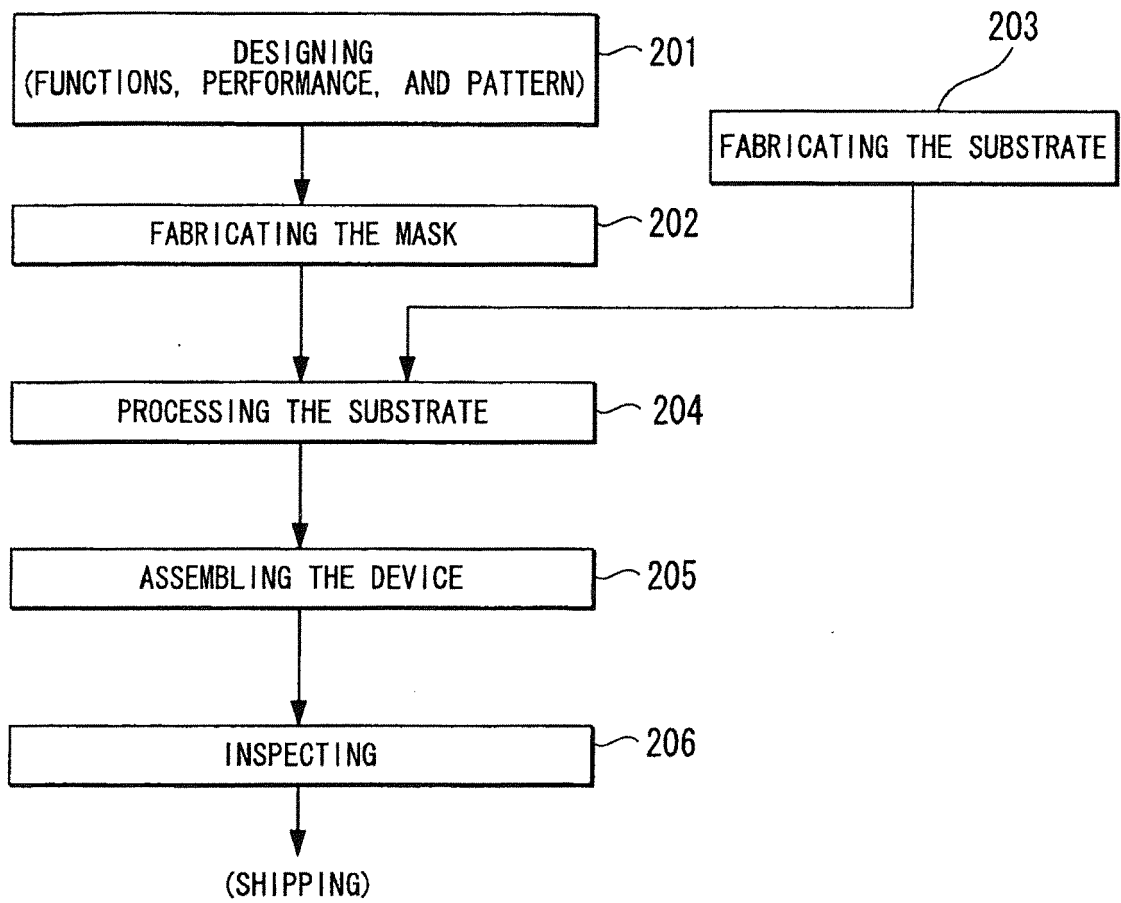 DESIGNING
(FUNCTIONS, PERFORMANCE, AND PATTERN)
201
203
FABRICATING THE SUBSTRATE
FABRICATING THE MASK
202
PROCESSING THE SUBSTRATE
204
ASSEMBLING THE DEVICE
205
INSPECTING
206
(SHIPPING)